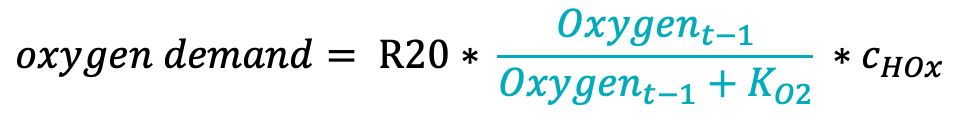 oxygen demand = R20 * Oxygen_{t−1} / (Oxygen_{t−1} + K_{O2}) * c_{HOx}